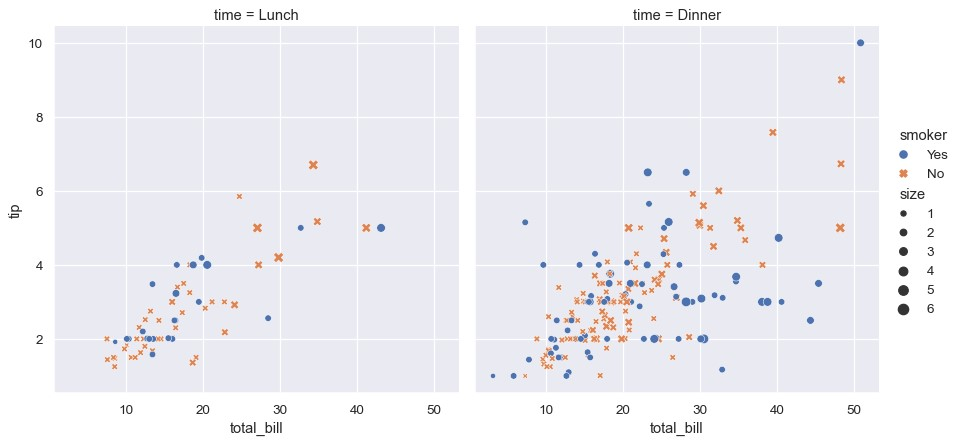 time = Lunch
time = Dinner
10
8
6
4
2
tip
10
20
30
40
50
total_bill
10
20
30
40
50
total_bill
smoker
Yes
No
size
1
2
3
4
5
6